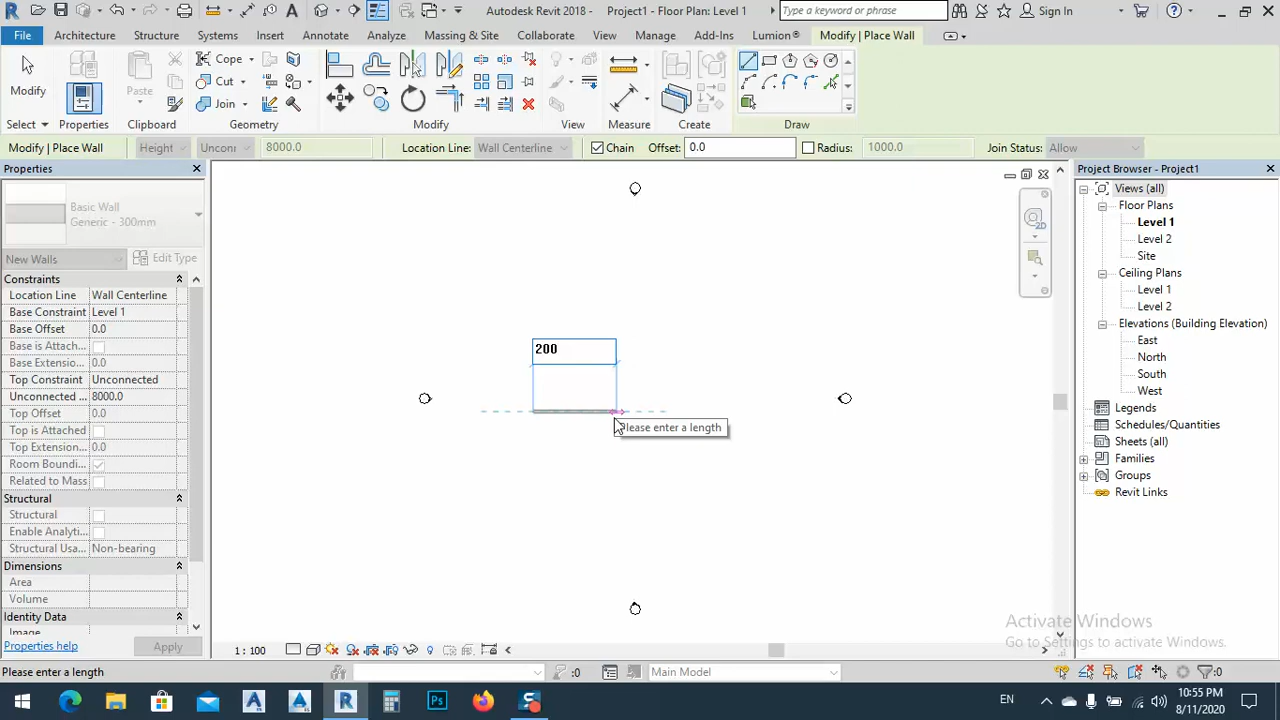 Autodesk Revit 2018 - Project1 - Floor Plan: Level 1
Type a keyword or phrase
Sign In
File
Architecture
Structure
Systems
Insert
Annotate
Analyze
Massing & Site
Collaborate
View
Manage
Add-Ins
Lumion®
Modify | Place Wall
Modify
Paste
Cope
Cut
Join
Select
Properties
Clipboard
Geometry
Modify
View
Measure
Create
Draw
Modify | Place Wall
Height
Unconr
8000.0
Location Line:
Wall Centerline
Chain
Offset:
0.0
Radius:
1000.0
Join Status:
Allow
Properties
Basic Wall
Generic - 300mm
New Walls
Edit Type
Constraints
Location Line
Wall Centerline
Base Constraint
Level 1
Base Offset
0.0
Base is Attach...
Base Extensio...
0.0
Top Constraint
Unconnected
Unconnected ...
8000.0
Top Offset
0.0
Top is Attached
Top Extension...
0.0
Room Boundi...
Related to Mass
Structural
Structural
Enable Analyti...
Structural Usa...
Non-bearing
Dimensions
Area
Volume
Identity Data
Image
Properties help
Apply
200
Please enter a length
2D
Project Browser - Project1
Views (all)
Floor Plans
Level 1
Level 2
Site
Ceiling Plans
Level 1
Level 2
Elevations (Building Elevation)
East
North
South
West
Legends
Schedules/Quantities
Sheets (all)
Families
Groups
Revit Links
Activate Windows
Go to Settings to activate Windows.
1 : 100
Please enter a length
:0
Main Model
:0
Ps
EN
10:55 PM
8/11/2020